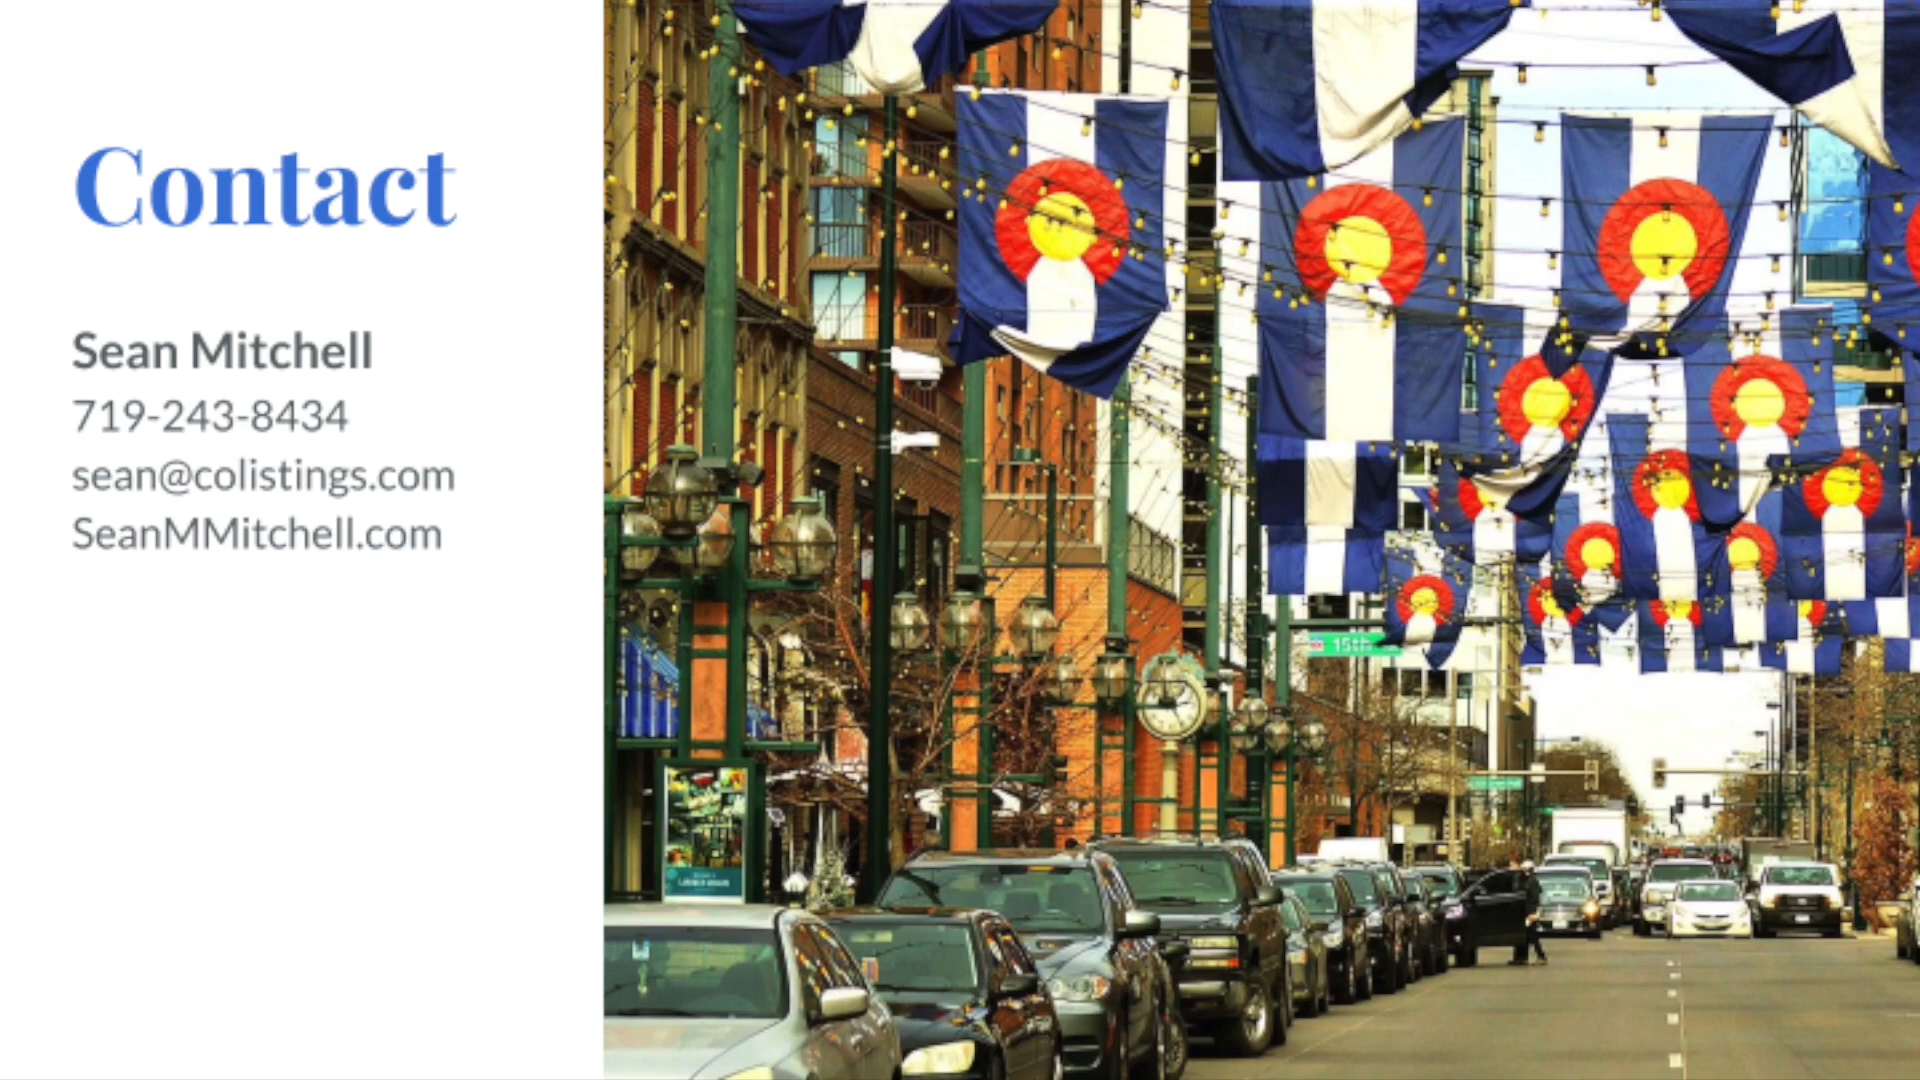 Contact
Sean Mitchell
719-243-8434
sean@colistings.com
SeanMMitchell.com
15th